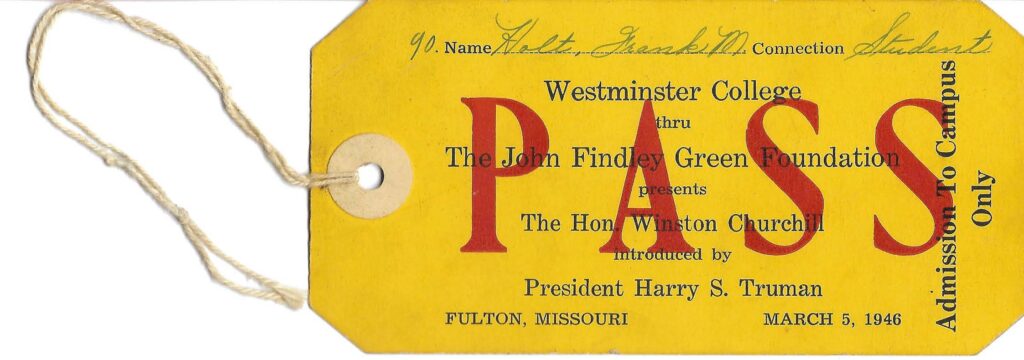 90. Name Holt, Frank M. Connection Student
Westminster College
thru
The John Findley Green Foundation
presents
The Hon. Winston Churchill
introduced by
President Harry S. Truman
FULTON, MISSOURI MARCH 5, 1946
PASS
Admission To Campus
Only